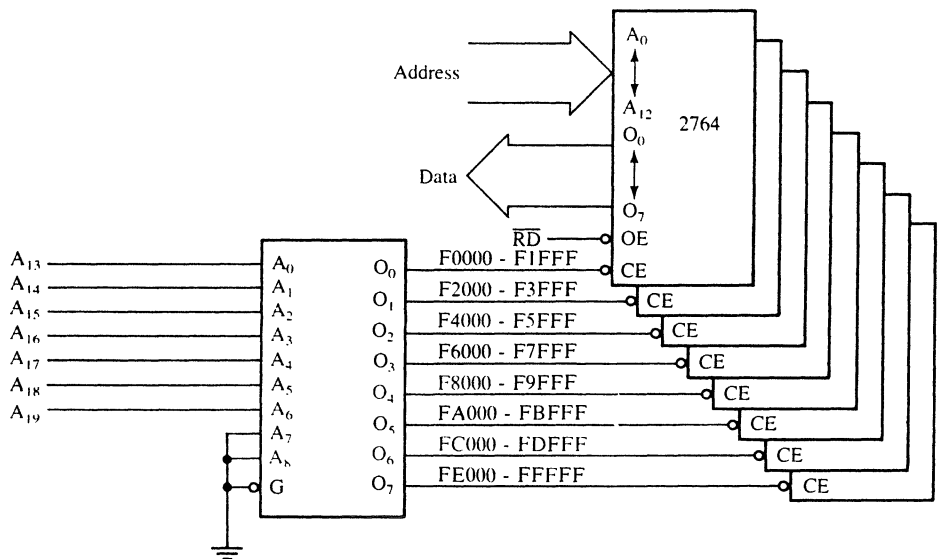 A₀
Address
A₁₂
2764
O₀
Data
O₇
RD OE
A₁₃ A₀ O₀ F0000 - F1FFF CE
A₁₄ A₁ O₁ F2000 - F3FFF CE
A₁₅ A₂ O₂ F4000 - F5FFF CE
A₁₆ A₃ O₃ F6000 - F7FFF CE
A₁₇ A₄ O₄ F8000 - F9FFF CE
A₁₈ A₅ O₅ FA000 - FBFFF CE
A₁₉ A₆ O₆ FC000 - FDFFF CE
A₇ O₇ FE000 - FFFFF CE
A₈
G